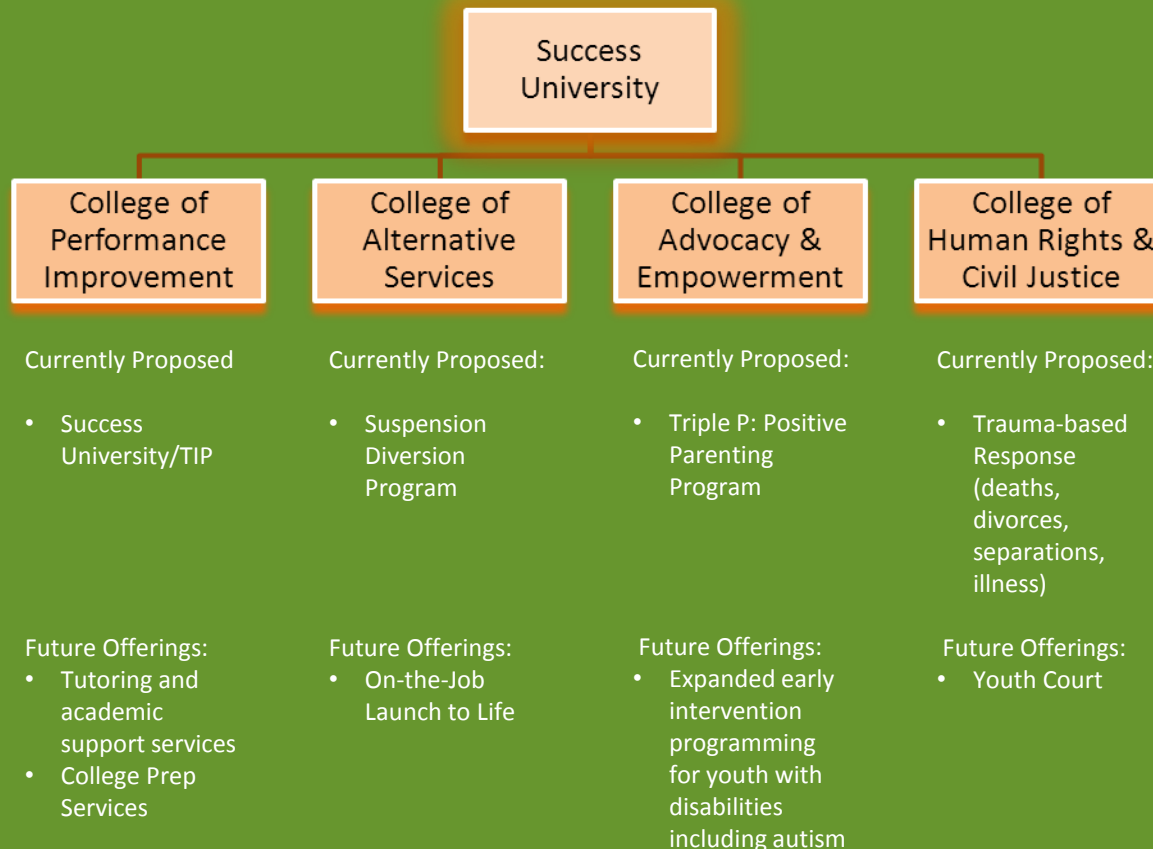 Success
University
College of
Performance
Improvement
College of
Alternative
Services
College of
Advocacy &
Empowerment
College of
Human Rights &
Civil Justice
Currently Proposed
• Success
University/TIP
Future Offerings:
• Tutoring and
academic
support services
• College Prep
Services
Currently Proposed:
• Suspension
Diversion
Program
Future Offerings:
• On-the-Job
Launch to Life
Currently Proposed:
• Triple P: Positive
Parenting
Program
Future Offerings:
• Expanded early
intervention
programming
for youth with
disabilities
including autism
Currently Proposed:
• Trauma-based
Response
(deaths,
divorces,
separations,
illness)
Future Offerings:
• Youth Court